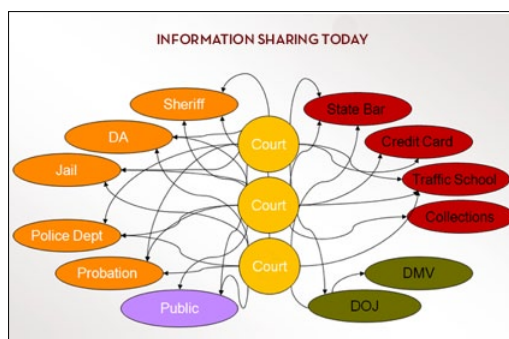 INFORMATION SHARING TODAY
Sheriff
State Bar
DA
Court
Credit Card
Jail
Traffic School
Court
Collections
Police Dept
Court
Probation
DMV
Public
DOJ